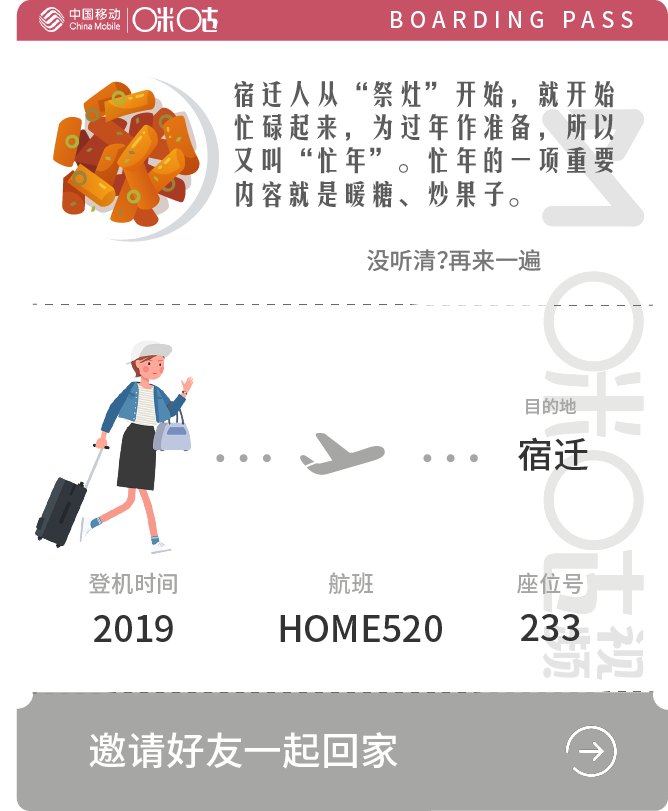 中国移动
China Mobile
咪咕
BOARDING PASS
宿迁人从“祭灶”开始，就开始
忙碌起来，为过年作准备，所以
又叫“忙年”。忙年的一项重要
内容就是暖糖、炒果子。
没听清?再来一遍
目的地
宿迁
登机时间
航班
座位号
2019
HOME520
233
咪咕
视频
邀请好友一起回家